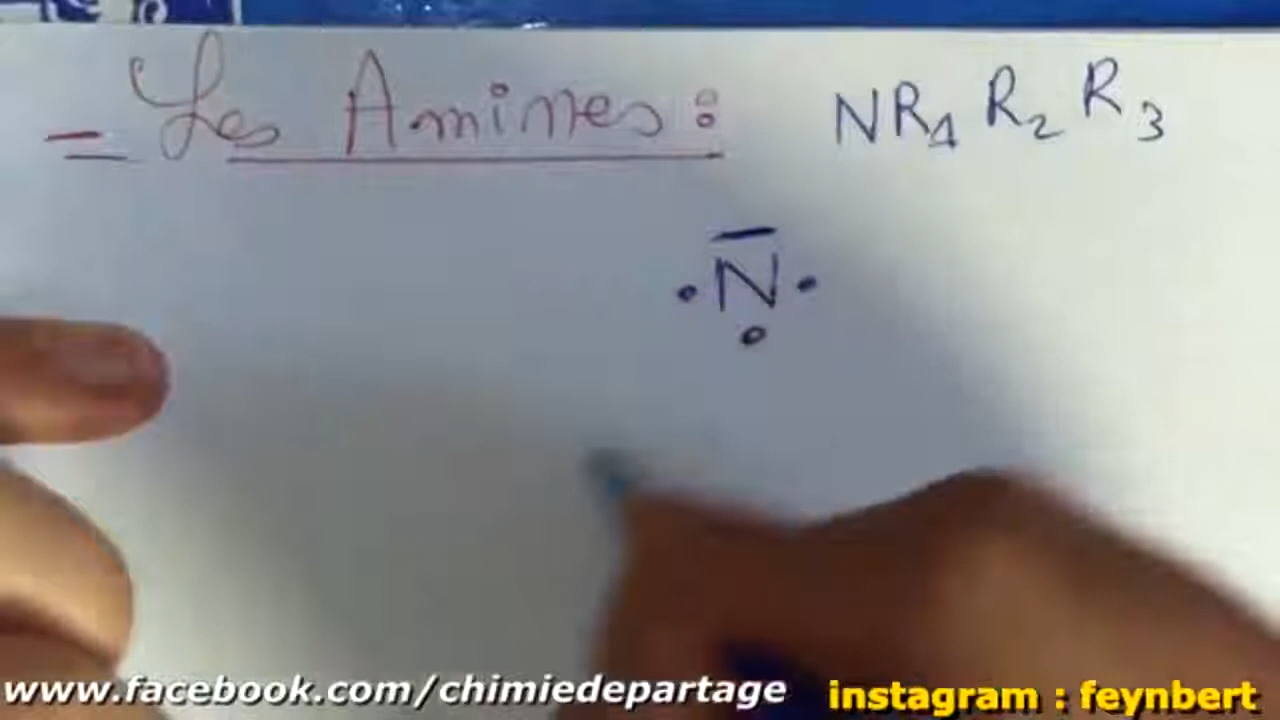 - Les Amines : NR1 R2 R3
N
www.facebook.com/chimiedepartage
instagram : feynbert